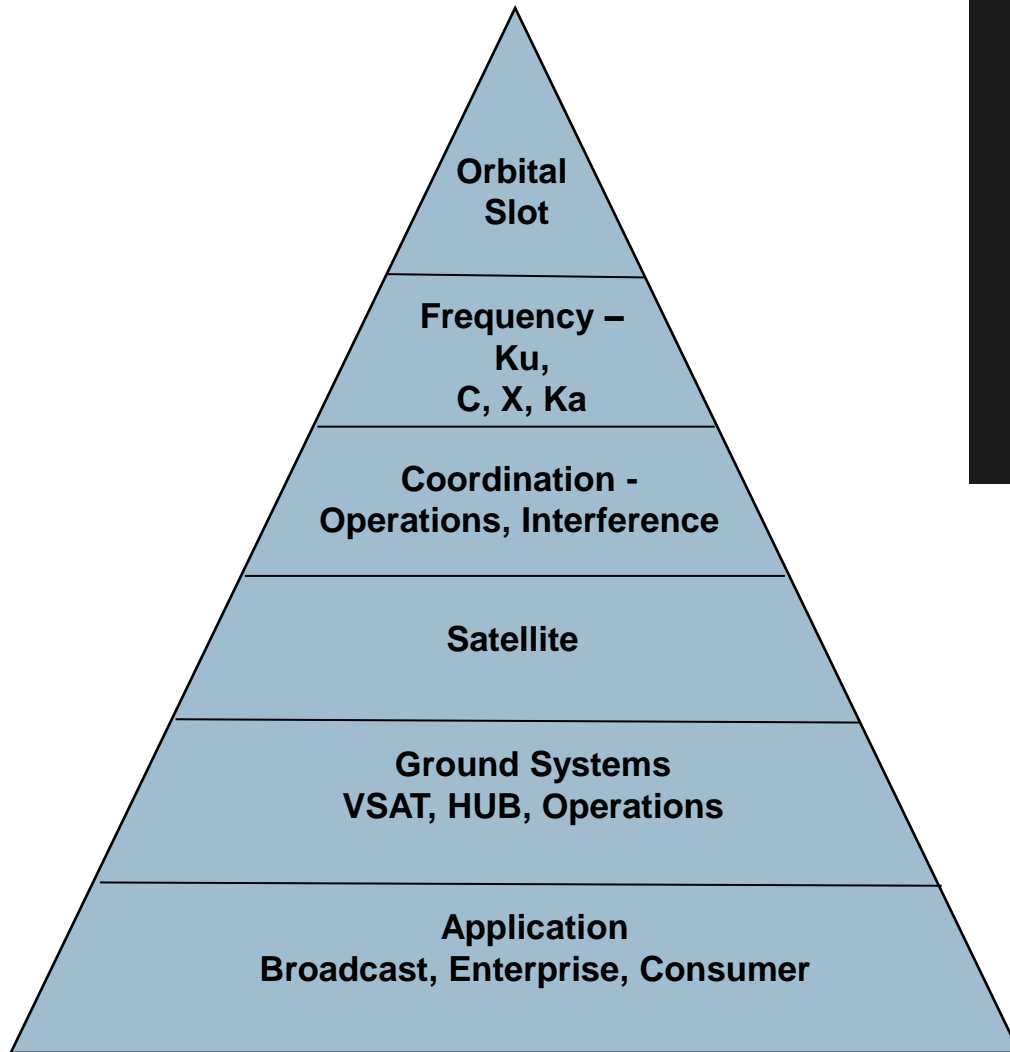 Orbital
Slot
Frequency –
Ku,
C, X, Ka
Coordination -
Operations, Interference
Satellite
Ground Systems
VSAT, HUB, Operations
Application
Broadcast, Enterprise, Consumer